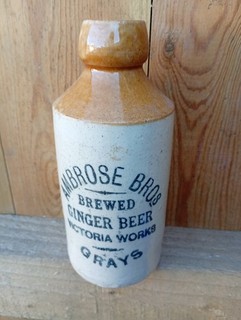 AMBROSE BROS
BREWED
GINGER BEER
VICTORIA WORKS
GRAYS